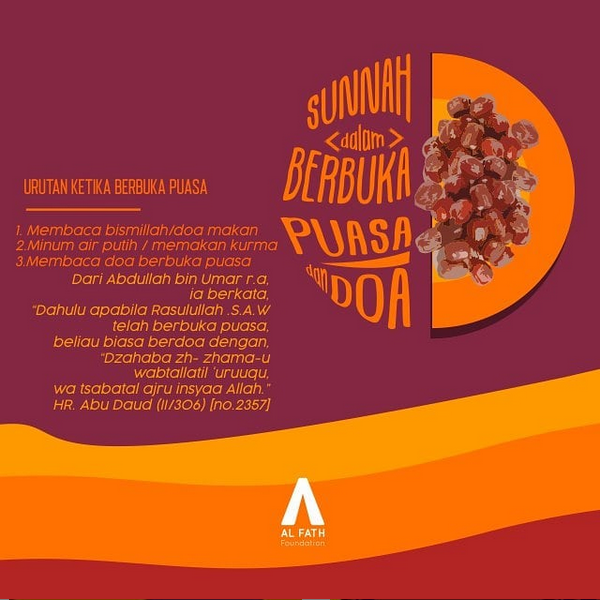 SUNNAH
<dalam>
BERBUKA
PUASA
dan DOA
URUTAN KETIKA BERBUKA PUASA
1. Membaca bismillah/doa makan
2.Minum air putih / memakan kurma
3.Membaca doa berbuka puasa
Dari Abdullah bin Umar r.a,
ia berkata,
"Dahulu apabila Rasulullah .S.A.W
telah berbuka puasa,
beliau biasa berdoa dengan,
"Dzahaba zh- zhama-u
wabtallatil 'uruuqu,
wa tsabatal ajru insyaa Allah."
HR. Abu Daud (II/306) [no.2357]
AL FATH
Foundation